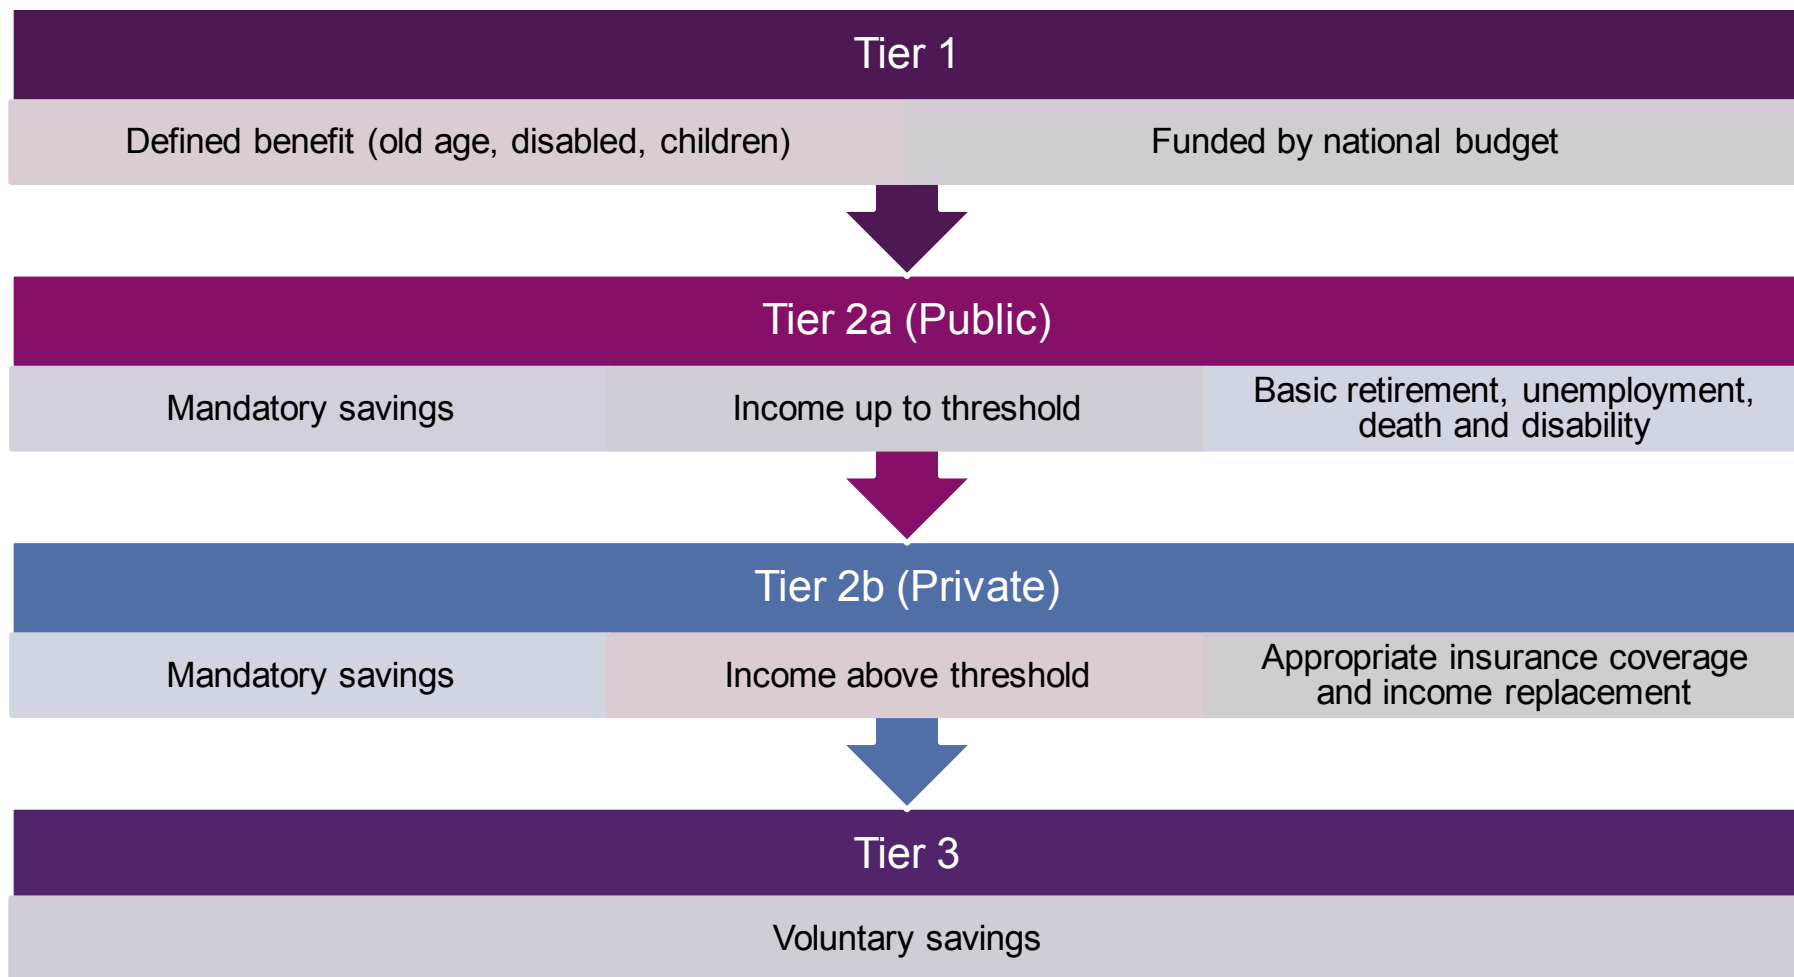 Tier 1
Defined benefit (old age, disabled, children)
Funded by national budget
Tier 2a (Public)
Mandatory savings
Income up to threshold
Basic retirement, unemployment,
death and disability
Tier 2b (Private)
Mandatory savings
Income above threshold
Appropriate insurance coverage
and income replacement
Tier 3
Voluntary savings